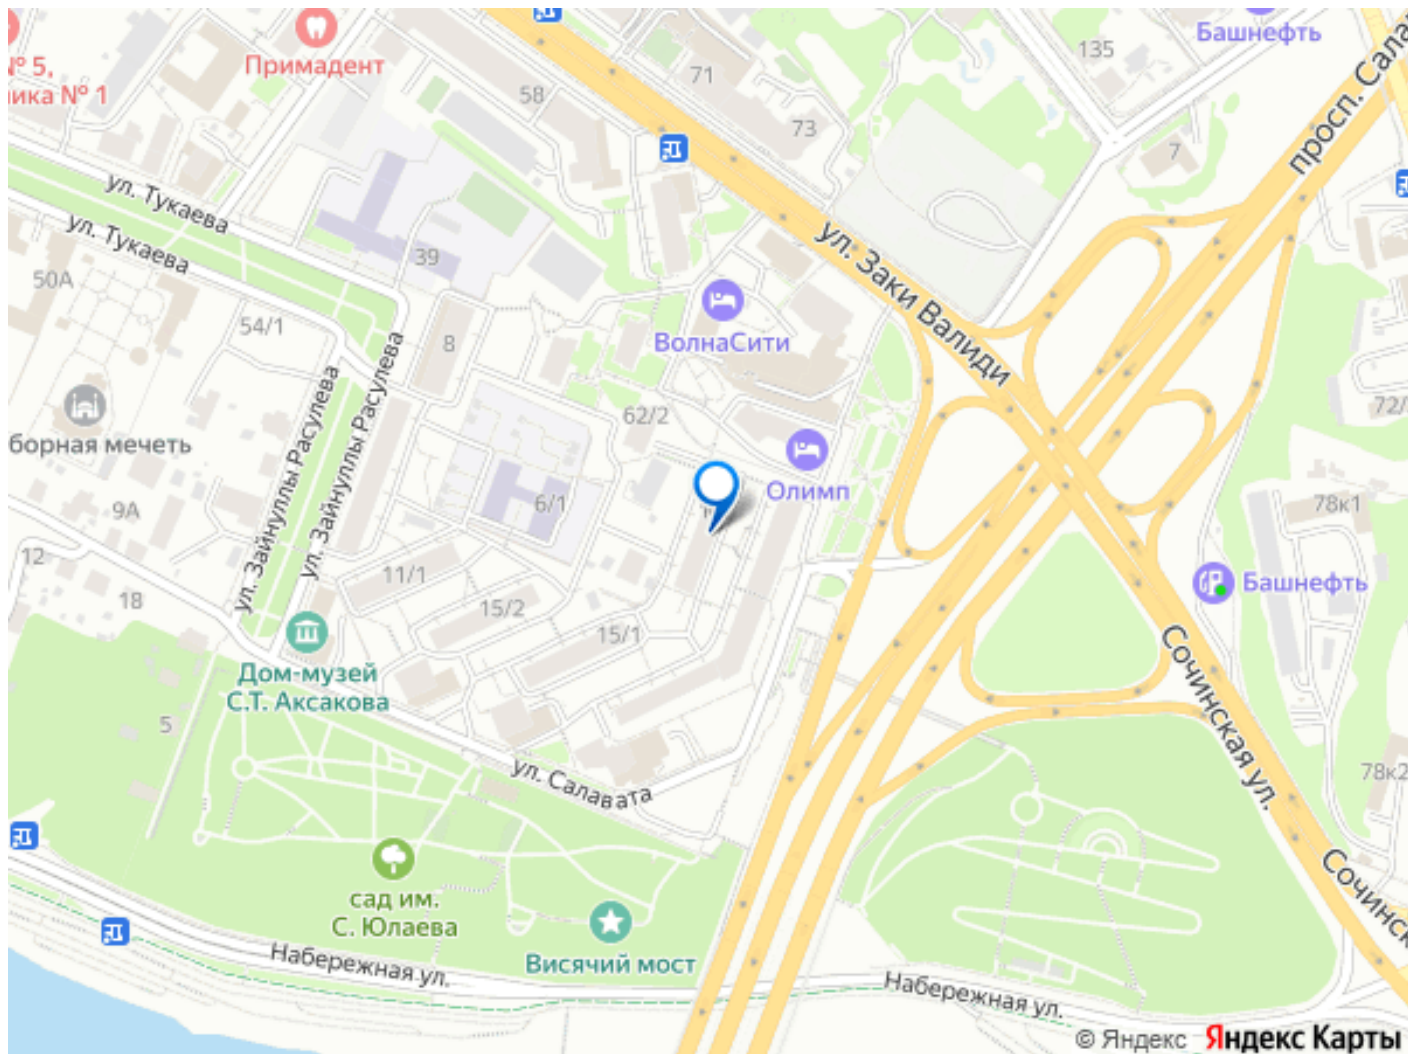 Башнефть
135
Примадент
№ 5,
ика № 1
71
58
73
7
просп. Сала
ул. Тукаева
ул. Тукаева
39
50А
54/1
8
ул. Заки Валиди
ВолнаСити
62/2
72/
борная мечеть
ул. Зайнуллы Расулева
ул. Зайнуллы Расулева
Олимп
6/1
9А
78к1
12
11/1
18
15/2
15/1
Башнефть
Дом-музей
С.Т. Аксакова
5
Сочинская ул.
ул. Салавата
78к2
Сочинск
сад им.
С. Юлаева
Висячий мост
Набережная ул.
Набережная ул.
© Яндекс Яндекс Карты